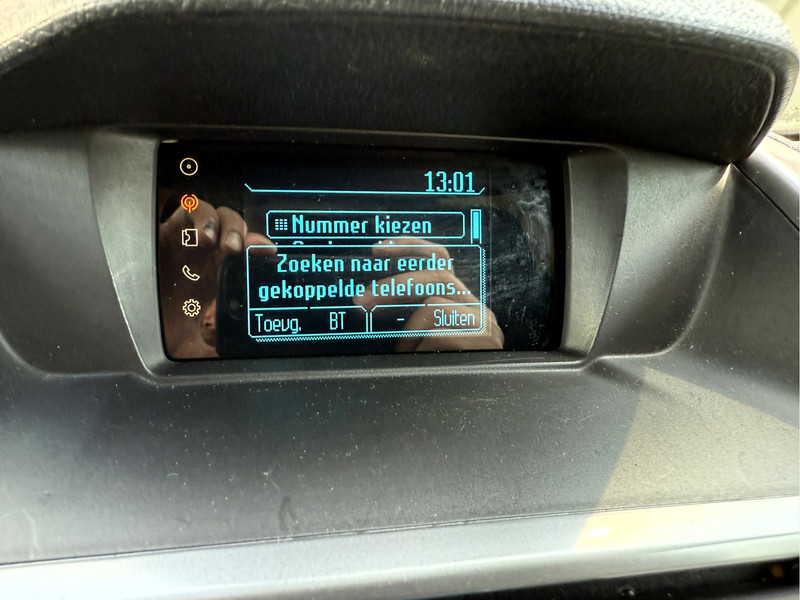 13:01
Nummer kiezen
Zoeken naar eerder
gekoppelde telefoons...
Toevg. BT - Sluiten